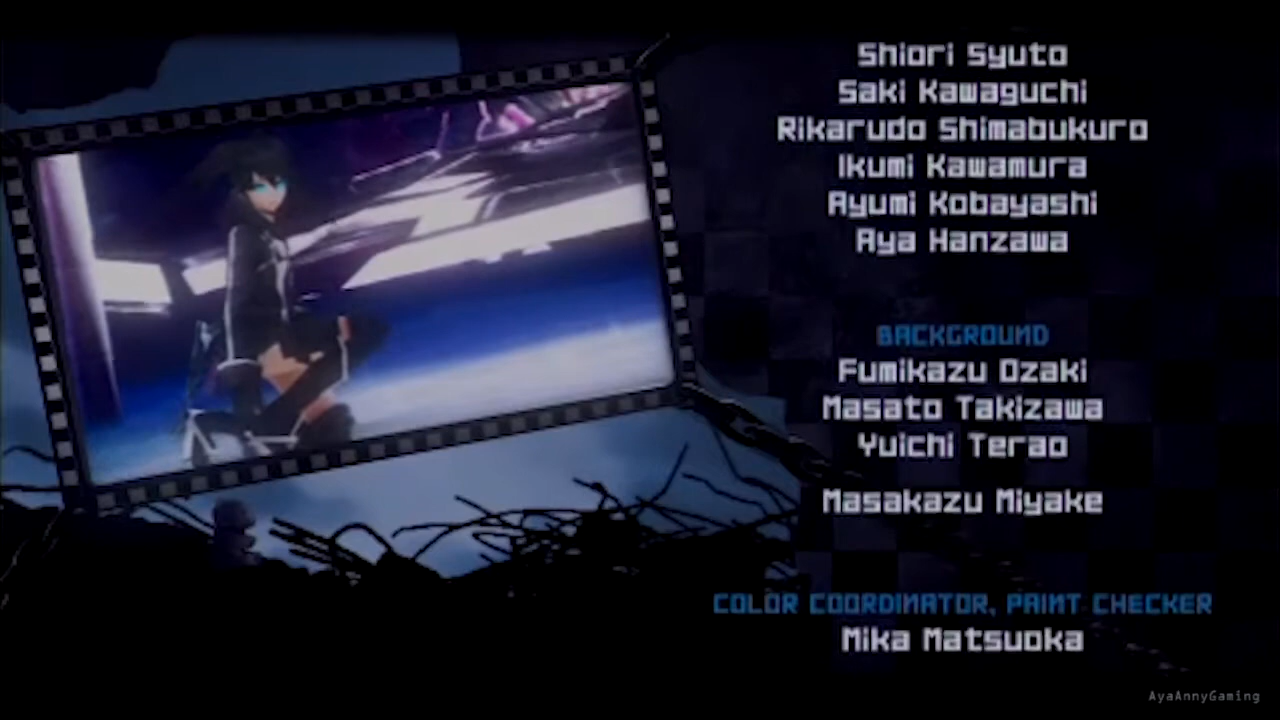 Shiori Syuto
Saki Kawaguchi
Rikarudo Shimabukuro
Ikumi Kawamura
Ayumi Kobayashi
Aya Hanzawa
BACKGROUND
Fumikazu Ozaki
Masato Takizawa
Yuichi Terao
Masakazu Miyake
COLOR COORDINATOR, PAINT CHECKER
Mika Matsuoka
AyaAnnyGaming